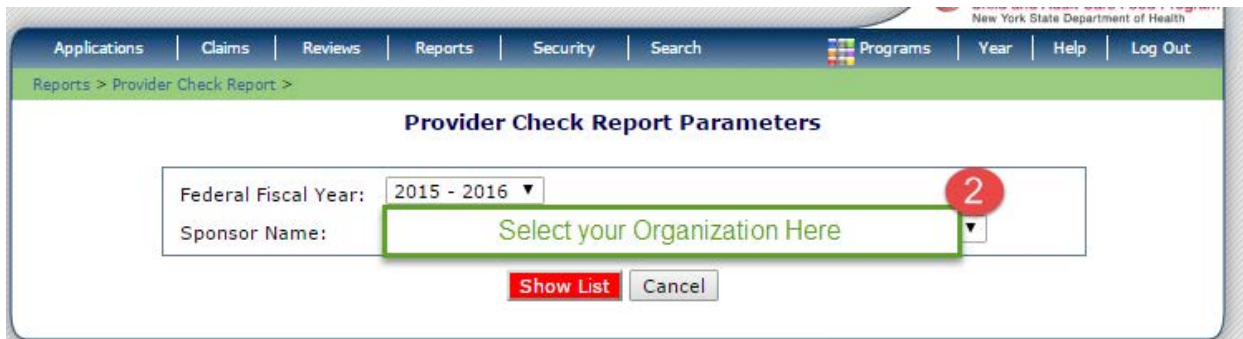 New York State Department of Health
Applications Claims Reviews Reports Security Search Programs Year Help Log Out
Reports > Provider Check Report >
Provider Check Report Parameters
Federal Fiscal Year: 2015 - 2016 ▼
2
Sponsor Name: Select your Organization Here ▼
Show List Cancel